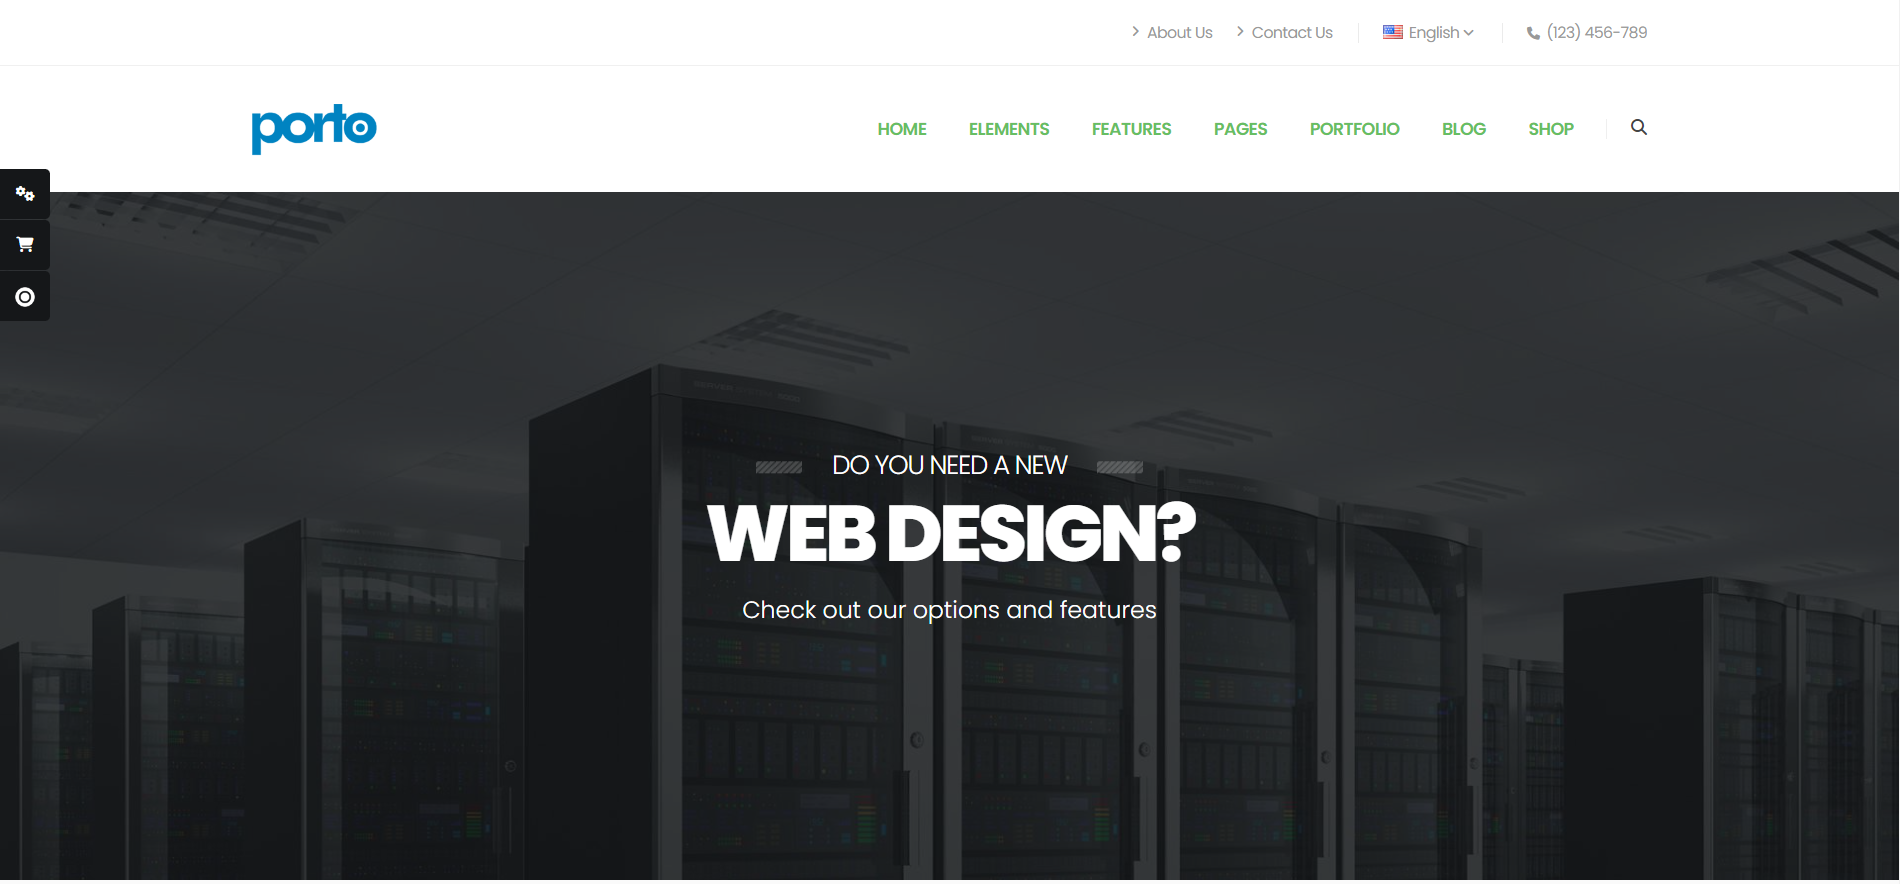 About Us
Contact Us
English
(123) 456-789
porto
HOME
ELEMENTS
FEATURES
PAGES
PORTFOLIO
BLOG
SHOP
DO YOU NEED A NEW
WEB DESIGN?
Check out our options and features